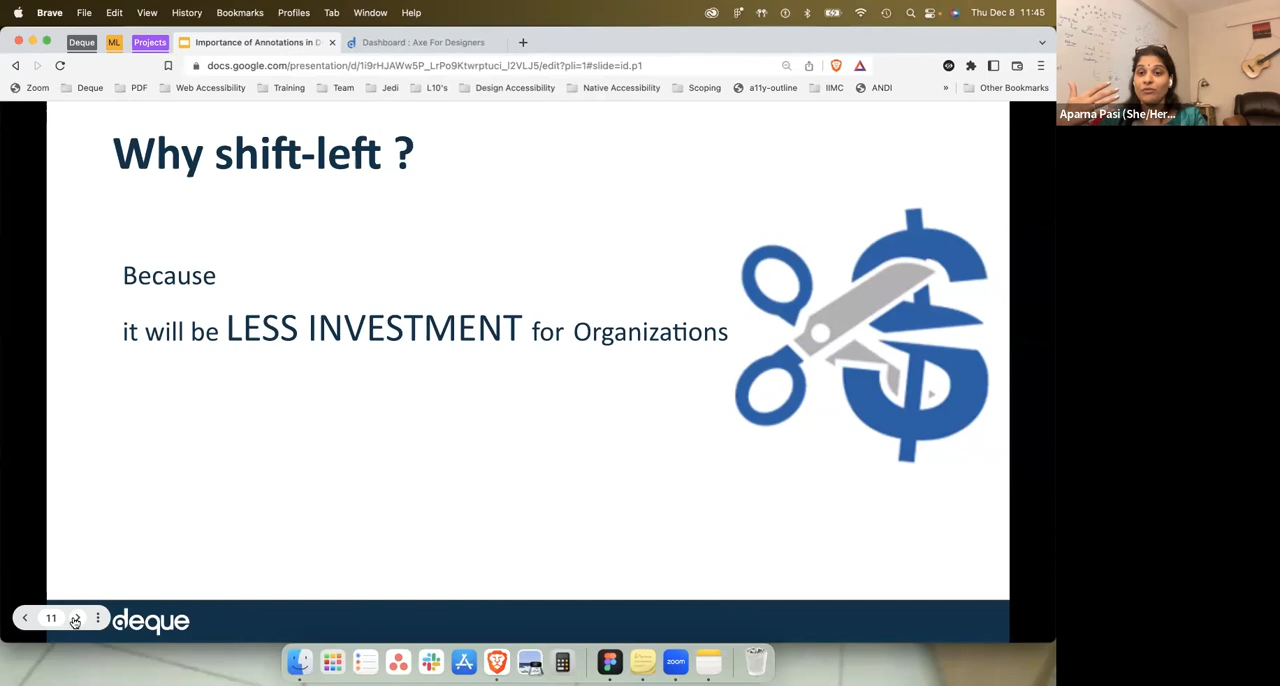 Brave File Edit View History Bookmarks Profiles Tab Window Help Thu Dec 8 11:45
Deque ML Projects Importance of Annotations in D Dashboard : Axe For Designers
docs.google.com/presentation/d/1i9rHJAWw5P_LrPo9Ktwrptuci_l2VLJ5/edit?pli=1#slide=id.p1
Zoom Deque PDF Web Accessibility Training Team Jedi L10's Design Accessibility Native Accessibility Scoping a11y-outline IIMC ANDI » Other Bookmarks
Aparna Pasi (She/Her...
Why shift-left ?
Because
it will be LESS INVESTMENT for Organizations
11
deque
zoom